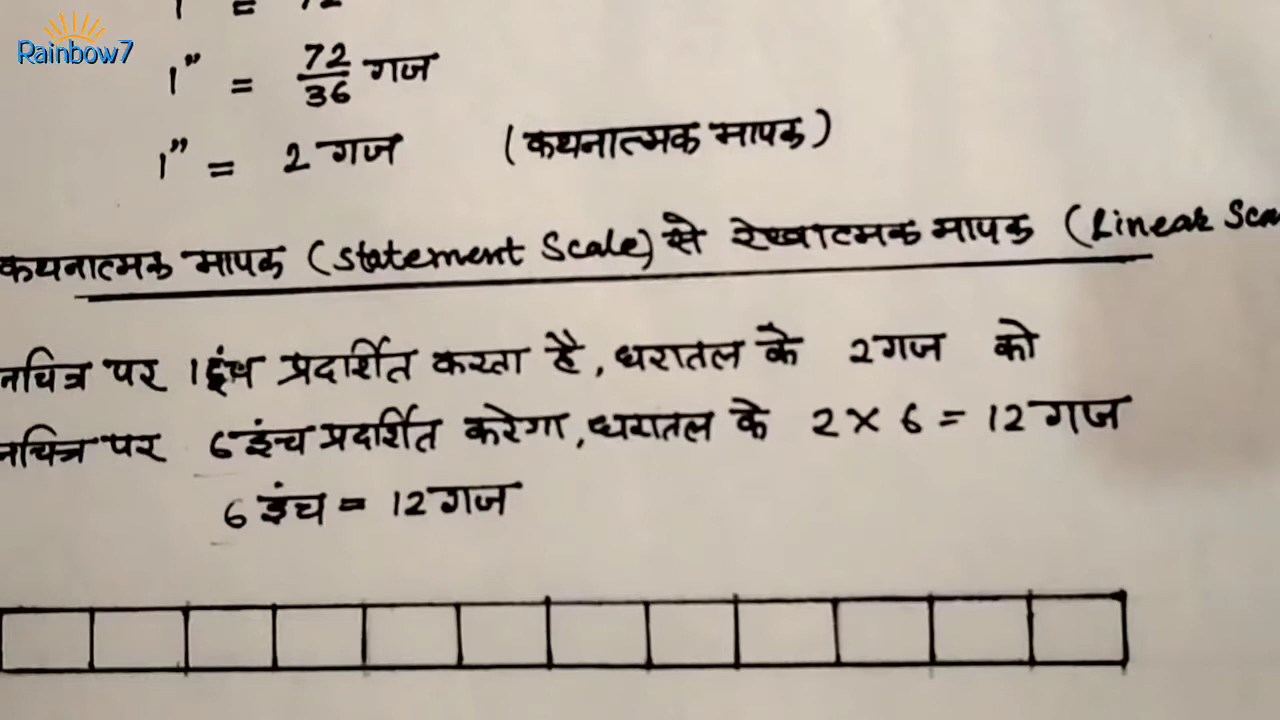 Rainbow7
1" = 72
1" = 72/36 गज
1" = 2 गज (कथनात्मक मापक)
कथनात्मक मापक (Statement Scale) से रेखात्मक मापक (Linear Sca
नचित्र पर 1 इंच प्रदर्शित करता है, धरातल के 2 गज को
नचित्र पर 6 इंच प्रदर्शित करेगा, धरातल के 2 × 6 = 12 गज
6 इंच = 12 गज